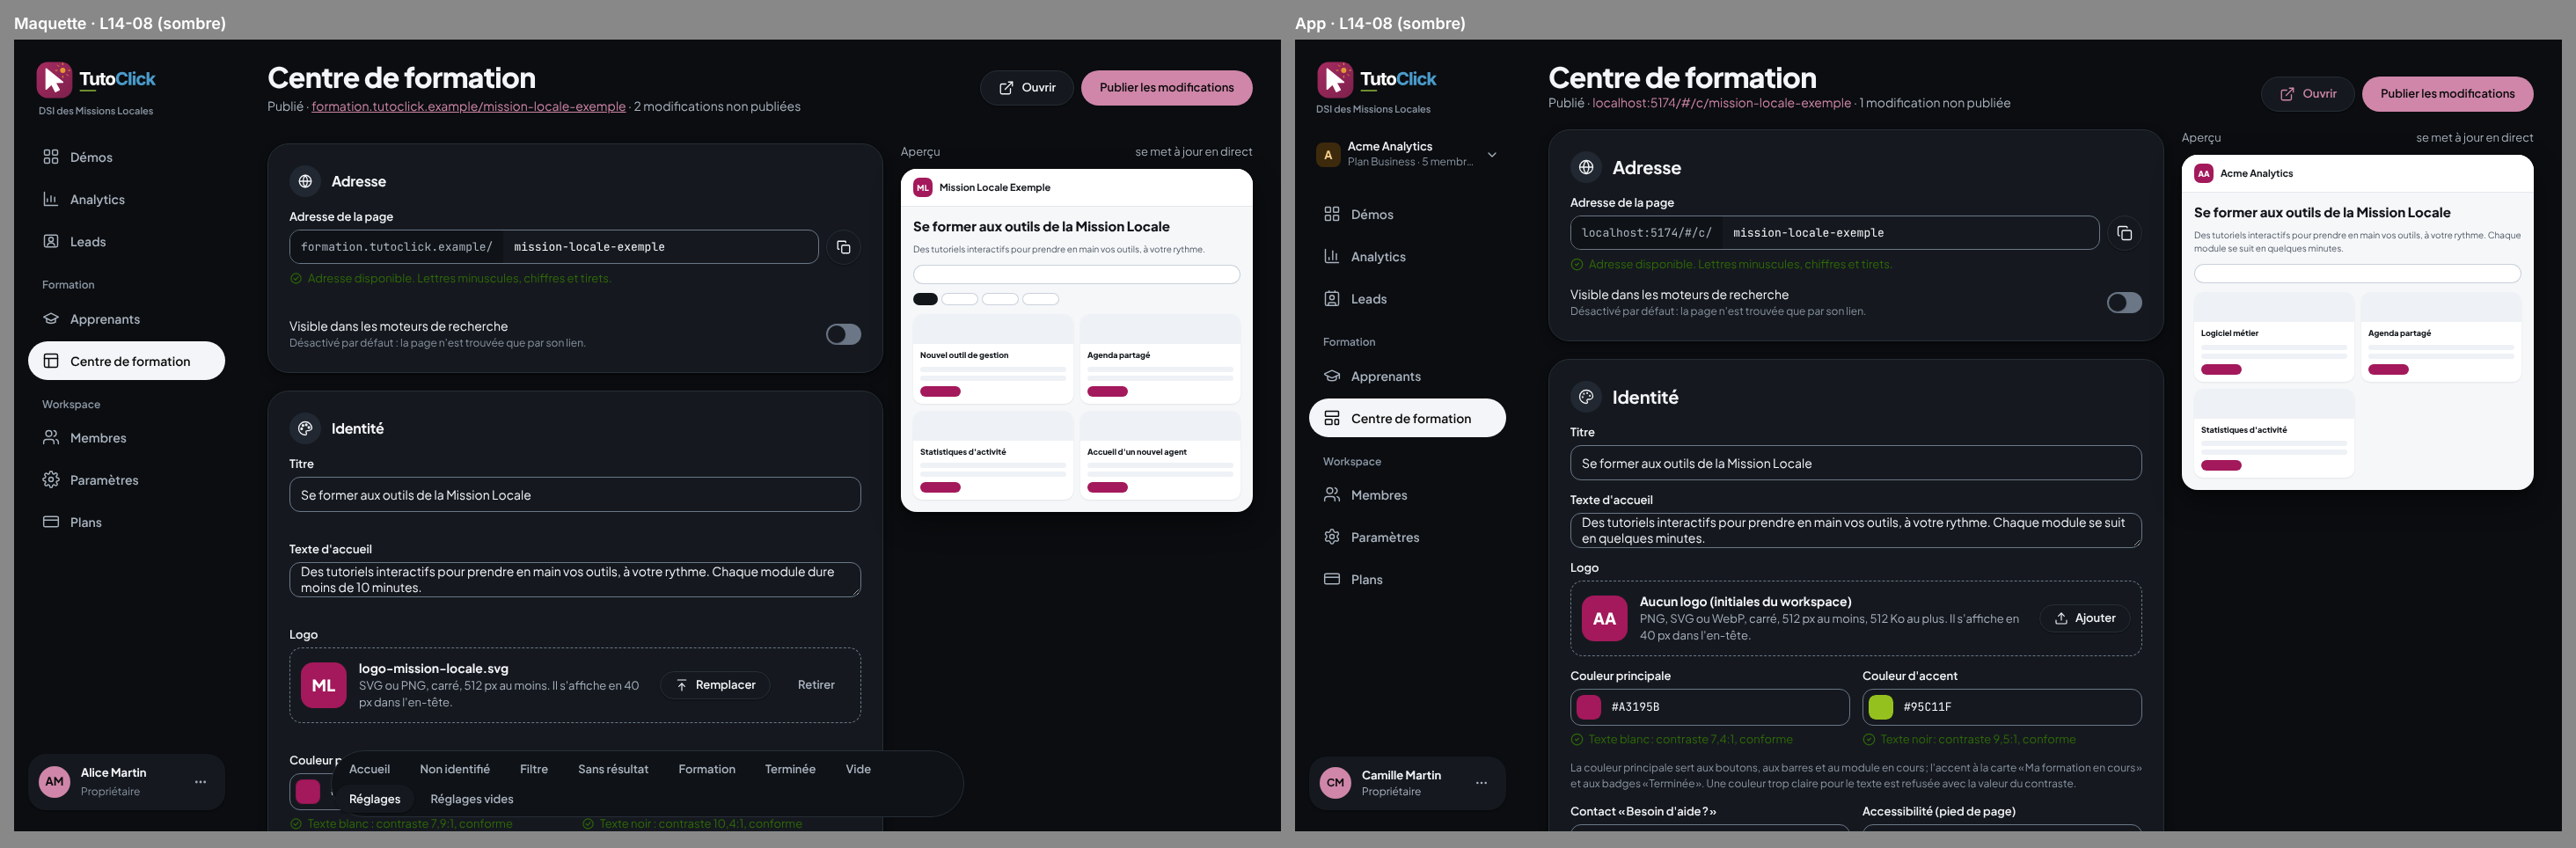 Maquette · L14-08 (sombre)
TutoClick
DSI des Missions Locales
Démos
Analytics
Leads
Formation
Apprenants
Centre de formation
Workspace
Membres
Paramètres
Plans
AM
Alice Martin
Propriétaire
Centre de formation
Publié · formation.tutoclick.example/mission-locale-exemple · 2 modifications non publiées
Ouvrir
Publier les modifications
Adresse
Adresse de la page
formation.tutoclick.example/ mission-locale-exemple
Adresse disponible. Lettres minuscules, chiffres et tirets.
Visible dans les moteurs de recherche
Désactivé par défaut : la page n'est trouvée que par son lien.
Identité
Titre
Se former aux outils de la Mission Locale
Texte d'accueil
Des tutoriels interactifs pour prendre en main vos outils, à votre rythme. Chaque module dure
moins de 10 minutes.
Logo
ML
logo-mission-locale.svg
SVG ou PNG, carré, 512 px au moins. Il s'affiche en 40
px dans l'en-tête.
Remplacer
Retirer
Couleur p
Accueil
Non identifié
Filtre
Sans résultat
Formation
Terminée
Vide
Réglages
Réglages vides
Texte blanc : contraste 7,9:1, conforme
Texte noir : contraste 10,4:1, conforme
Aperçu
se met à jour en direct
ML
Mission Locale Exemple
Se former aux outils de la Mission Locale
Des tutoriels interactifs pour prendre en main vos outils, à votre rythme.
Nouvel outil de gestion
Agenda partagé
Statistiques d'activité
Accueil d'un nouvel agent
App · L14-08 (sombre)
TutoClick
DSI des Missions Locales
A
Acme Analytics
Plan Business · 5 membr...
Démos
Analytics
Leads
Formation
Apprenants
Centre de formation
Workspace
Membres
Paramètres
Plans
CM
Camille Martin
Propriétaire
Centre de formation
Publié · localhost:5174/#/c/mission-locale-exemple · 1 modification non publiée
Ouvrir
Publier les modifications
Adresse
Adresse de la page
localhost:5174/#/c/ mission-locale-exemple
Adresse disponible. Lettres minuscules, chiffres et tirets.
Visible dans les moteurs de recherche
Désactivé par défaut : la page n'est trouvée que par son lien.
Identité
Titre
Se former aux outils de la Mission Locale
Texte d'accueil
Des tutoriels interactifs pour prendre en main vos outils, à votre rythme. Chaque module se suit
en quelques minutes.
Logo
AA
Aucun logo (initiales du workspace)
PNG, SVG ou WebP, carré, 512 px au moins, 512 Ko au plus. Il s'affiche en
40 px dans l'en-tête.
Ajouter
Couleur principale
Couleur d'accent
#A3195B
#95C11F
Texte blanc : contraste 7,4:1, conforme
Texte noir : contraste 9,5:1, conforme
La couleur principale sert aux boutons, aux barres et au module en cours ; l'accent à la carte « Ma formation en cours »
et aux badges « Terminée ». Une couleur trop claire pour le texte est refusée avec la valeur du contraste.
Contact « Besoin d'aide ? »
Accessibilité (pied de page)
Aperçu
se met à jour en direct
AA
Acme Analytics
Se former aux outils de la Mission Locale
Des tutoriels interactifs pour prendre en main vos outils, à votre rythme. Chaque
module se suit en quelques minutes.
Logiciel métier
Agenda partagé
Statistiques d'activité